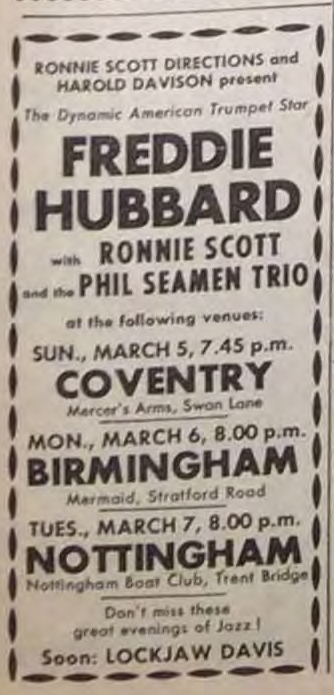 RONNIE SCOTT DIRECTIONS and
HAROLD DAVISON present
The Dynamic American Trumpet Star
FREDDIE
HUBBARD
with RONNIE SCOTT
and the PHIL SEAMEN TRIO
at the following venues:
SUN., MARCH 5, 7.45 p.m.
COVENTRY
Mercer's Arms, Swan Lane
MON., MARCH 6, 8.00 p.m.
BIRMINGHAM
Mermaid, Stratford Road
TUES., MARCH 7, 8.00 p.m.
NOTTINGHAM
Nottingham Boat Club, Trent Bridge
Don't miss these
great evenings of Jazz!
Soon: LOCKJAW DAVIS